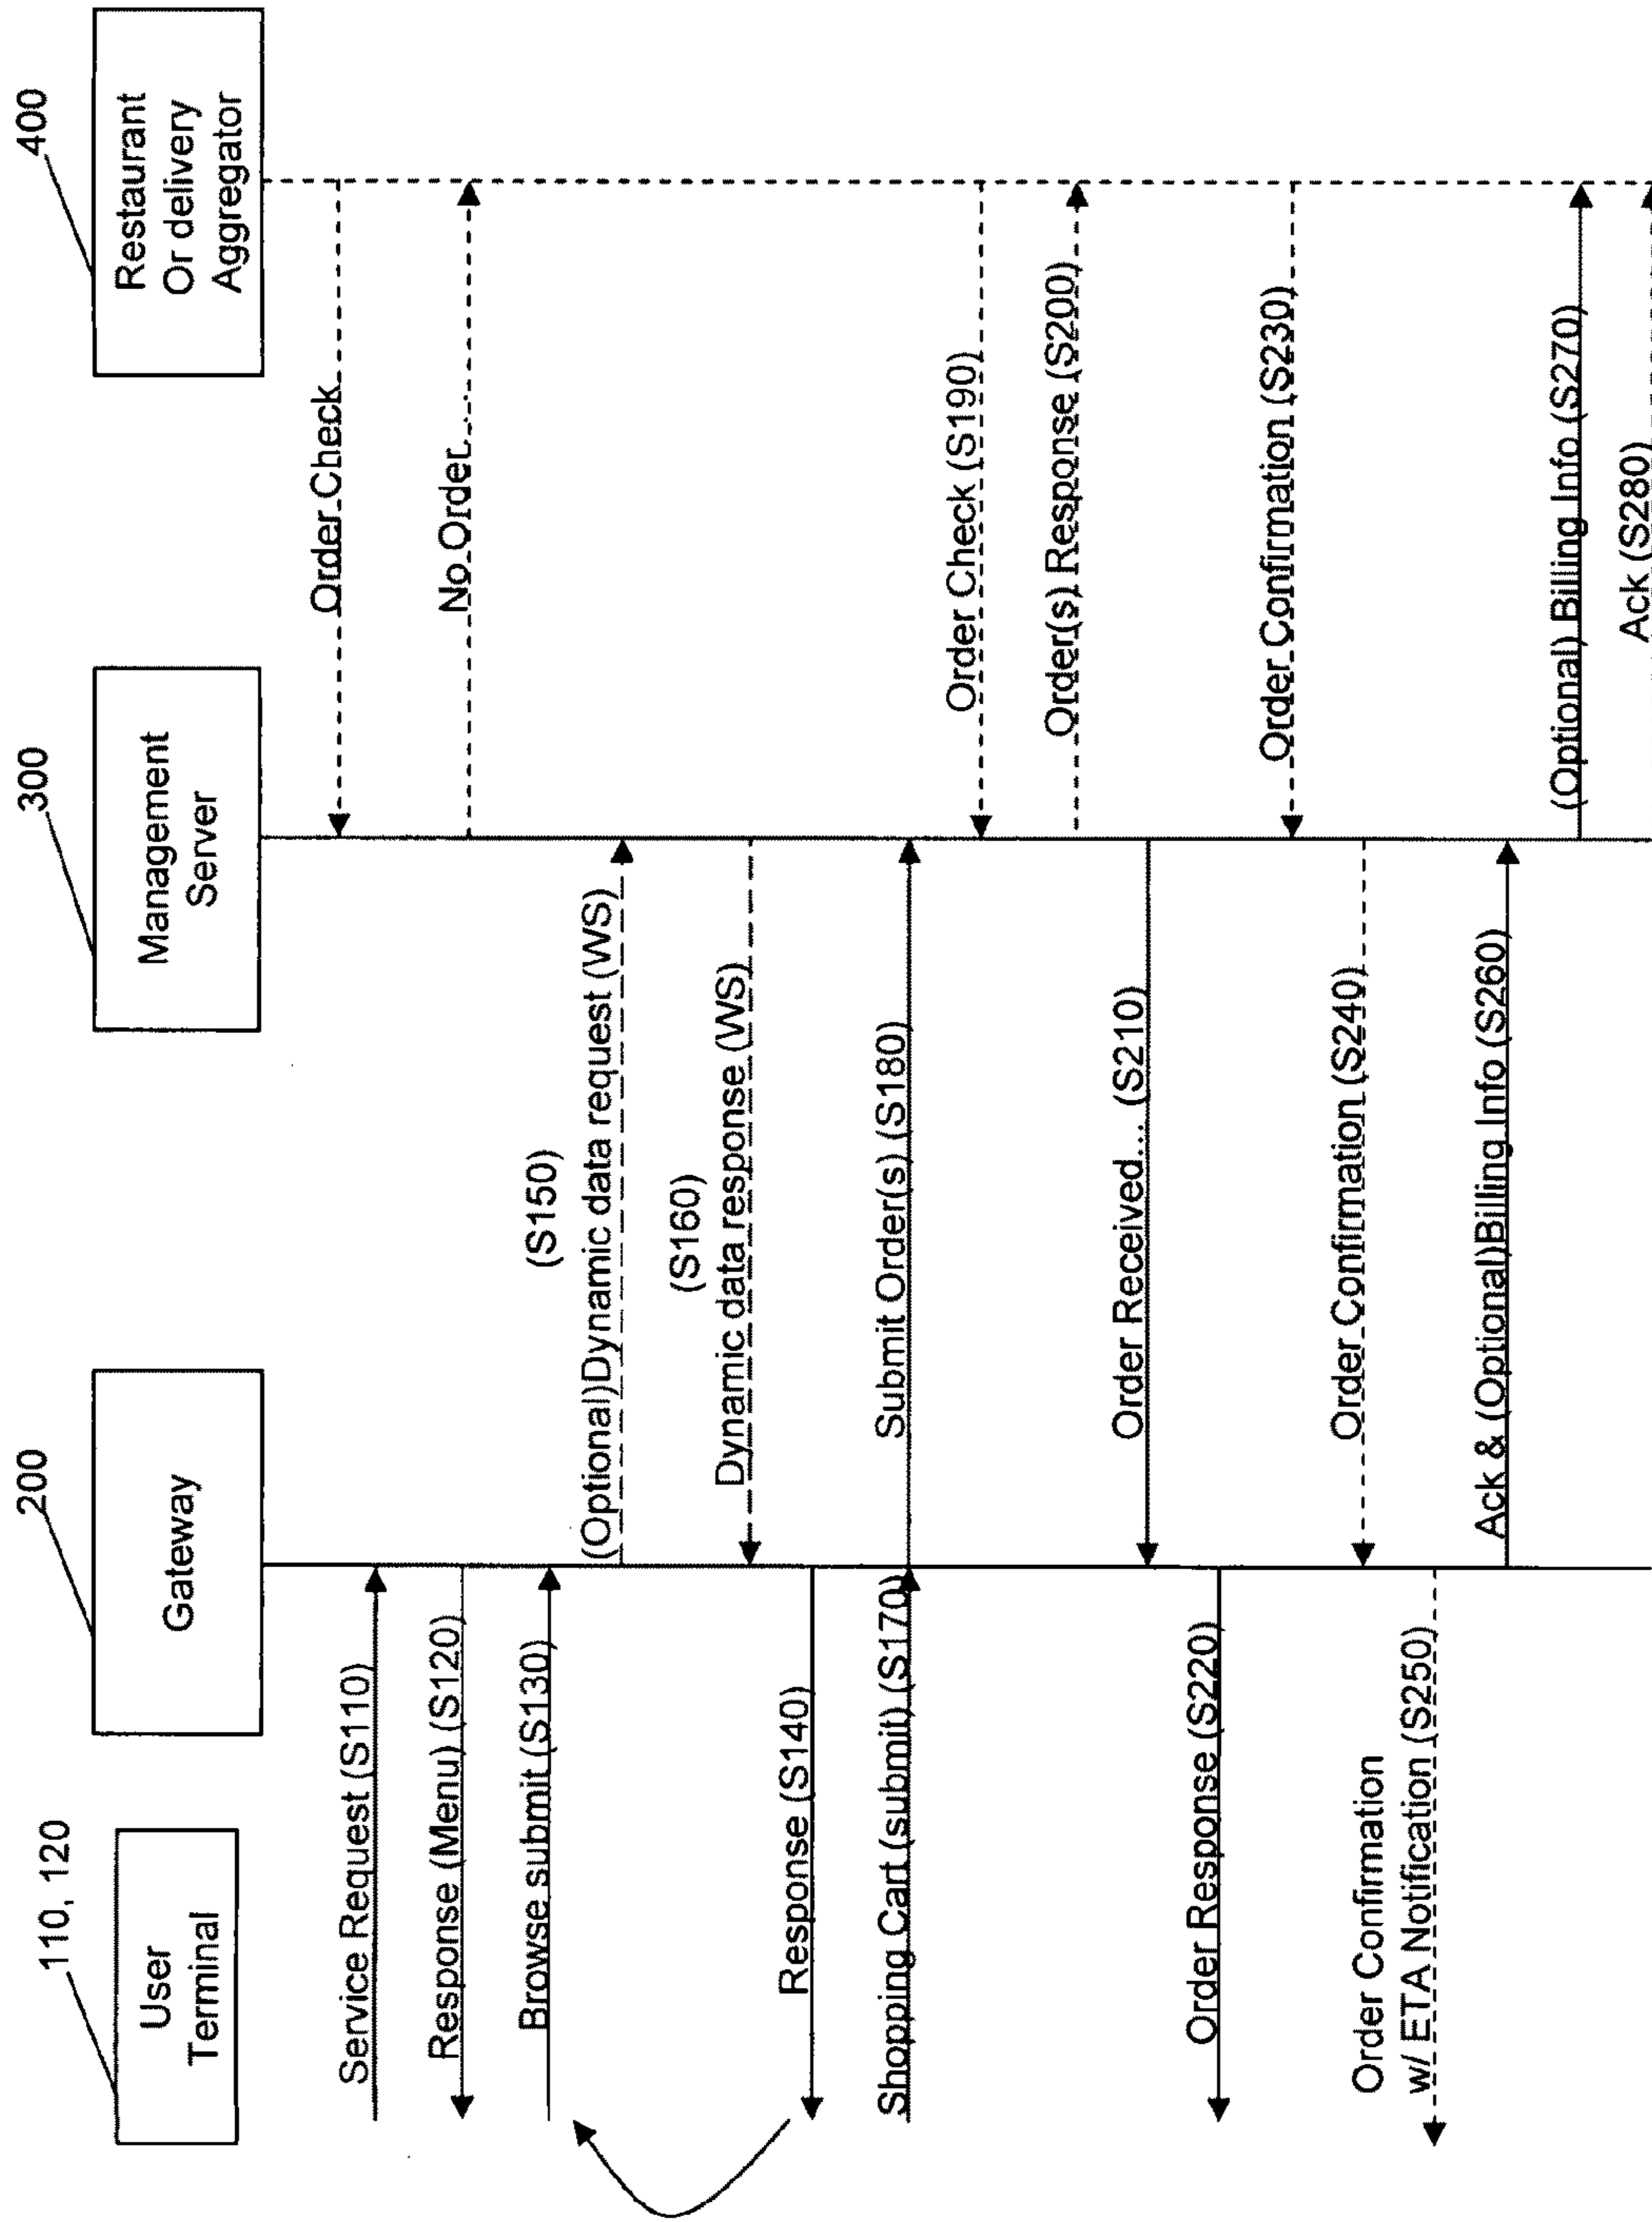 110, 120
User
Terminal
200
Gateway
300
Management
Server
400
Restaurant
Or delivery
Aggregator
Order Check
Service Request (S110)
Response (Menu) (S120)
No Order....
Browse submit (S130)
(S150)
(Optional)Dynamic data request (WS)
(S160)
Dynamic data response (WS)
Response (S140)
Shopping Cart (submit) (S170)
Submit Order(s) (S180)
Order Check (S190)
Order(s) Response (S200)
Order Received... (S210)
Order Response (S220)
Order Confirmation (S230)
Order Confirmation (S240)
Order Confirmation
w/ ETA Notification (S250)
Ack & (Optional)Billing Info (S260)
(Optional) Billing Info (S270)
Ack (S280)